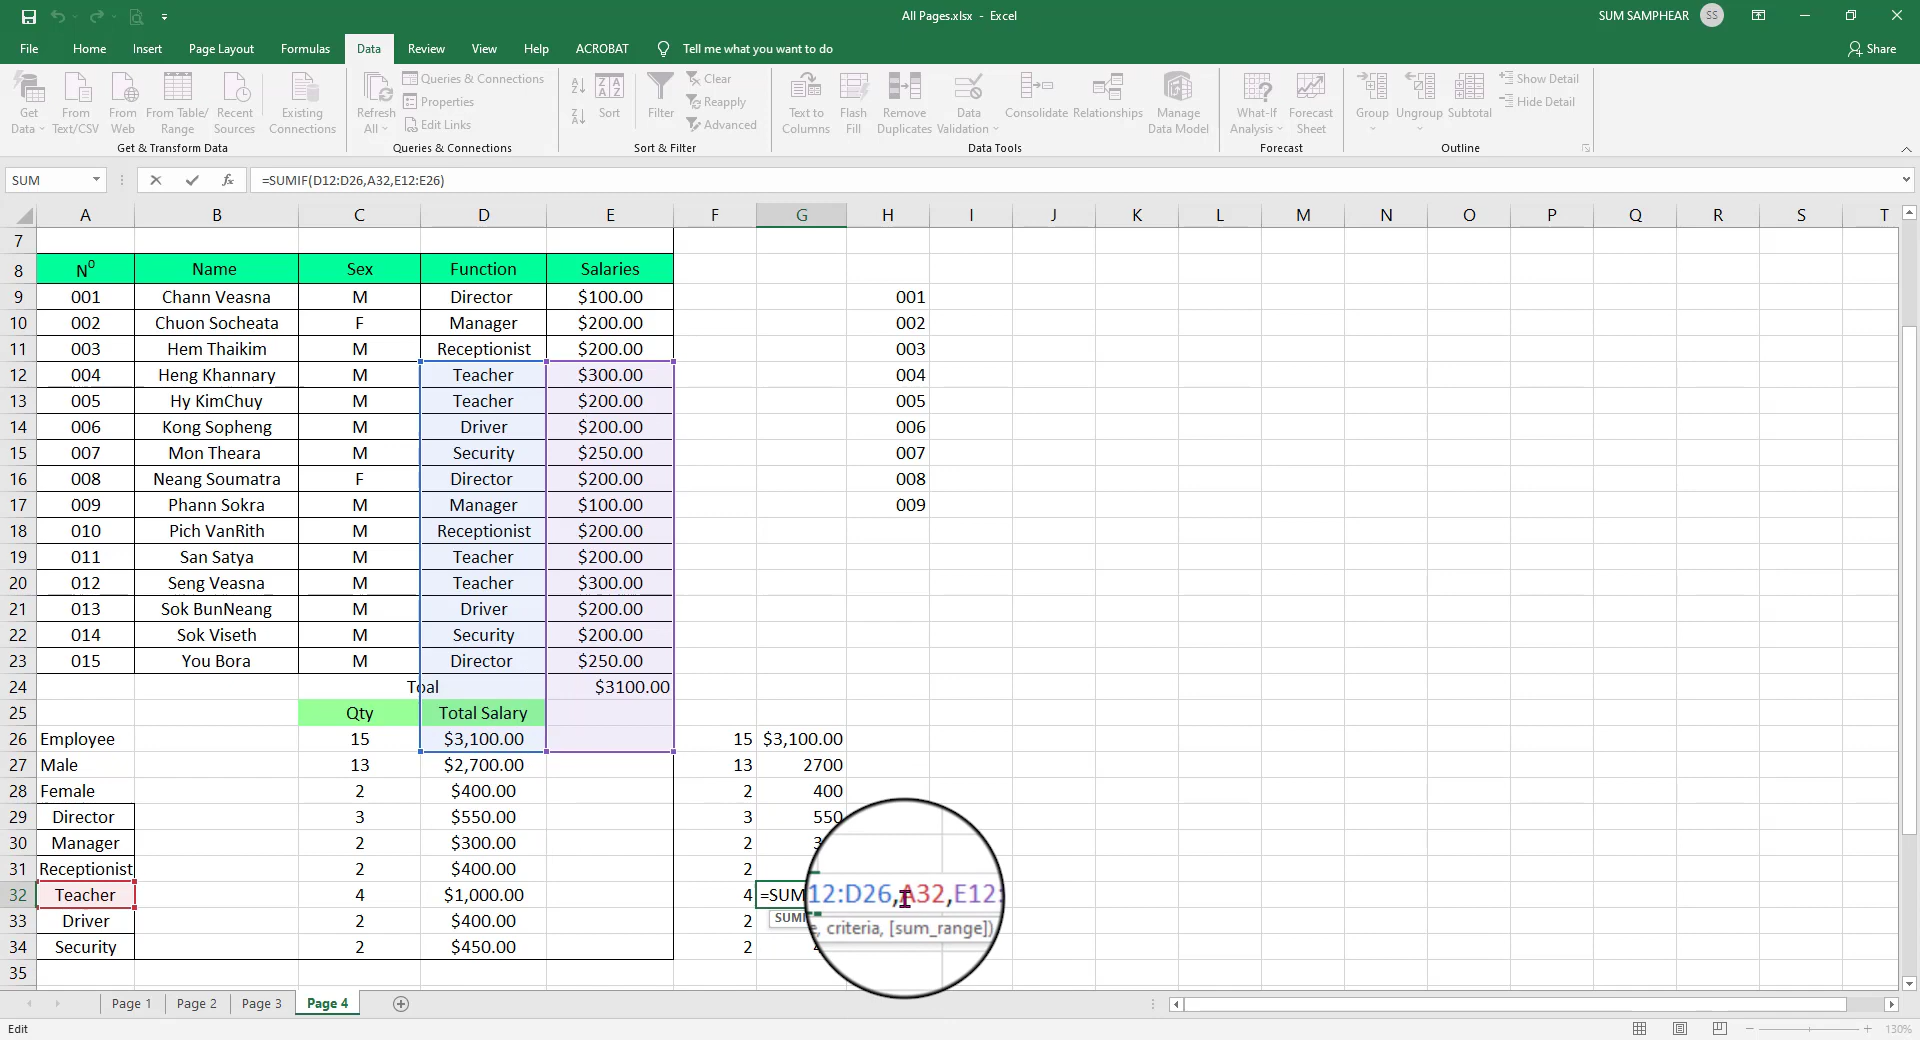 All Pages.xlsx - Excel
SUM SAMPHEAR SS
File Home Insert Page Layout Formulas Data Review View Help ACROBAT Tell me what you want to do Share
Get Data From Text/CSV From Web From Table/ Range Recent Sources Existing Connections
Get & Transform Data
Refresh All Queries & Connections Properties Edit Links
Queries & Connections
Sort Filter Clear Reapply Advanced
Sort & Filter
Text to Columns Flash Fill Remove Duplicates Data Validation Consolidate Relationships Manage Data Model
Data Tools
What-If Analysis Forecast Sheet
Forecast
Group Ungroup Subtotal Show Detail Hide Detail
Outline
SUM fx =SUMIF(D12:D26,A32,E12:E26)
A B C D E F G H I J K L M N O P Q R S T
7
8 N⁰ Name Sex Function Salaries
9 001 Chann Veasna M Director $100.00 001
10 002 Chuon Socheata F Manager $200.00 002
11 003 Hem Thaikim M Receptionist $200.00 003
12 004 Heng Khannary M Teacher $300.00 004
13 005 Hy KimChuy M Teacher $200.00 005
14 006 Kong Sopheng M Driver $200.00 006
15 007 Mon Theara M Security $250.00 007
16 008 Neang Soumatra F Director $200.00 008
17 009 Phann Sokra M Manager $100.00 009
18 010 Pich VanRith M Receptionist $200.00
19 011 San Satya M Teacher $200.00
20 012 Seng Veasna M Teacher $300.00
21 013 Sok BunNeang M Driver $200.00
22 014 Sok Viseth M Security $200.00
23 015 You Bora M Director $250.00
24 Toal $3100.00
25 Qty Total Salary
26 Employee 15 $3,100.00 15 $3,100.00
27 Male 13 $2,700.00 13 2700
28 Female 2 $400.00 2 400
29 Director 3 $550.00 3 550
30 Manager 2 $300.00 2
31 Receptionist 2 $400.00 2
32 Teacher 4 $1,000.00 4 =SUM 12:D26,A32,E12:
SUMI , criteria, [sum_range])
33 Driver 2 $400.00 2
34 Security 2 $450.00 2
35
Page 1 Page 2 Page 3 Page 4
Edit 130%